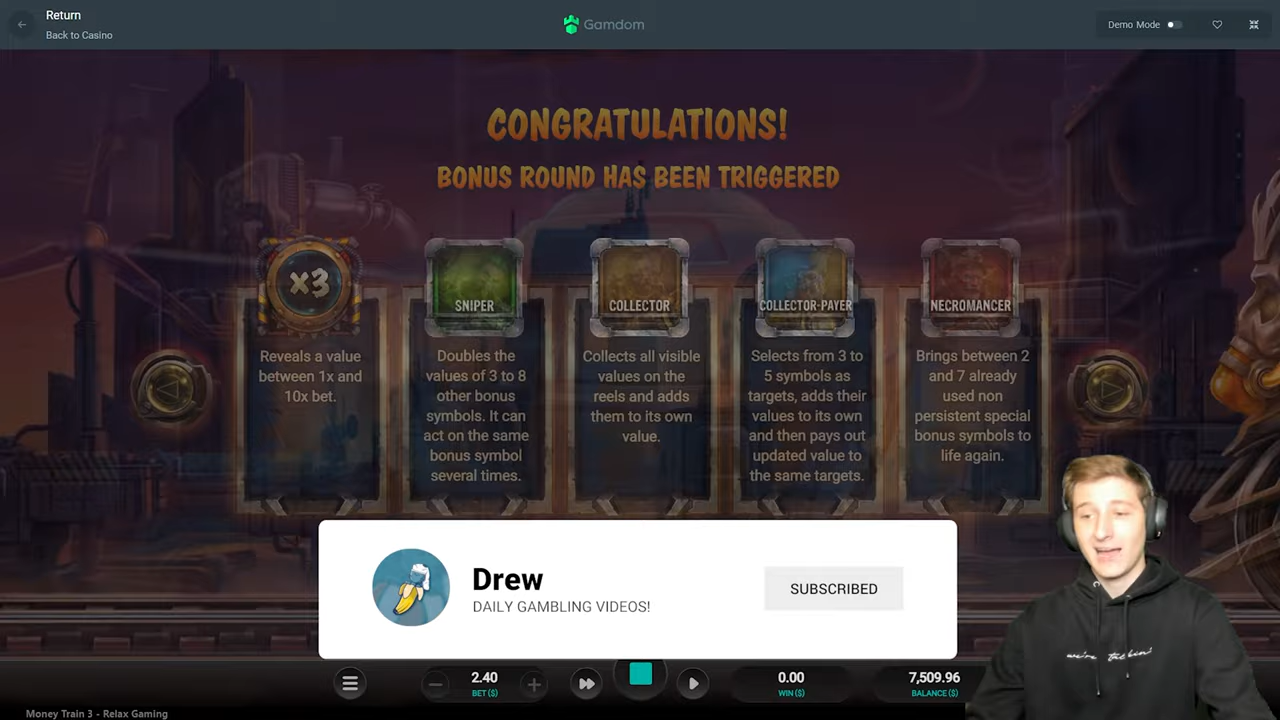 Return
Back to Casino
Gamdom
Demo Mode
CONGRATULATIONS!
BONUS ROUND HAS BEEN TRIGGERED
X3
Reveals a value
between 1x and
10x bet.
SNIPER
Doubles the
values of 3 to 8
other bonus
symbols. It can
act on the same
bonus symbol
several times.
COLLECTOR
Collects all visible
values on the
reels and adds
them to its own
value.
COLLECTOR-PAYER
Selects from 3 to
5 symbols as
targets, adds their
values to its own
and then pays out
updated value to
the same targets.
NECROMANCER
Brings between 2
and 7 already
used non
persistent special
bonus symbols to
life again.
Drew
DAILY GAMBLING VIDEOS!
SUBSCRIBED
we're talkin'
2.40
BET ($)
0.00
WIN ($)
7,509.96
BALANCE ($)
Money Train 3 - Relax Gaming